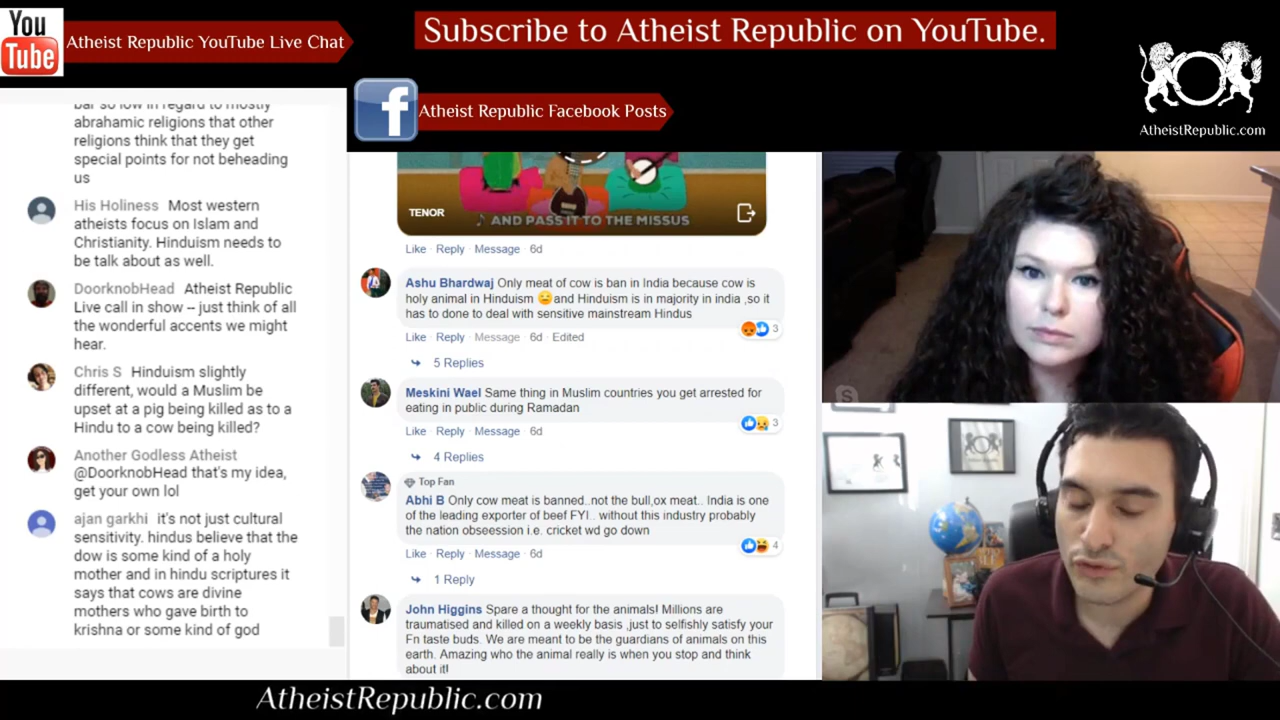 You
Tube
Atheist Republic YouTube Live Chat
Subscribe to Atheist Republic on YouTube.
AtheistRepublic.com
Atheist Republic Facebook Posts
bar so low in regard to mostly
abrahamic religions that other
religions think that they get
special points for not beheading
us
His Holiness Most western
atheists focus on Islam and
Christianity. Hinduism needs to
be talk about as well.
DoorknobHead Atheist Republic
Live call in show -- just think of all
the wonderful accents we might
hear.
Chris S Hinduism slightly
different, would a Muslim be
upset at a pig being killed as to a
Hindu to a cow being killed?
Another Godless Atheist
@DoorknobHead that's my idea,
get your own lol
ajan garkhi it's not just cultural
sensitivity. hindus believe that the
dow is some kind of a holy
mother and in hindu scriptures it
says that cows are divine
mothers who gave birth to
krishna or some kind of god
TENOR
♪ AND PASS IT TO THE MISSUS
Like · Reply · Message · 6d
Ashu Bhardwaj Only meat of cow is ban in India because cow is
holy animal in Hinduism 😑 and Hinduism is in majority in india ,so it
has to done to deal with sensitive mainstream Hindus
3
Like · Reply · Message · 6d · Edited
5 Replies
Meskini Wael Same thing in Muslim countries you get arrested for
eating in public during Ramadan
3
Like · Reply · Message · 6d
4 Replies
Top Fan
Abhi B Only cow meat is banned..not the bull,ox meat.. India is one
of the leading exporter of beef FYI.. without this industry probably
the nation obseession i.e. cricket wd go down
4
Like · Reply · Message · 6d
1 Reply
John Higgins Spare a thought for the animals! Millions are
traumatised and killed on a weekly basis ,just to selfishly satisfy your
Fn taste buds. We are meant to be the guardians of animals on this
earth. Amazing who the animal really is when you stop and think
about it!
AtheistRepublic.com